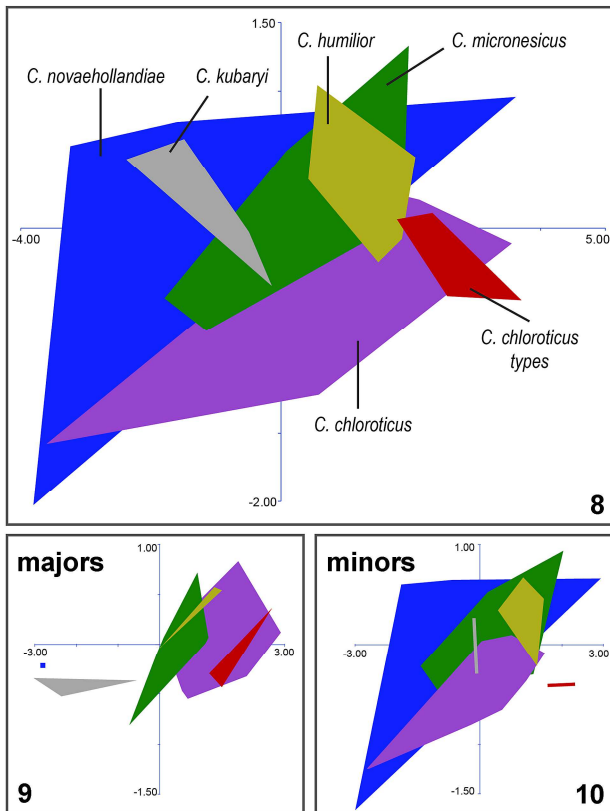 1.50
C. humilior
C. micronesicus
C. novaehollandiae
C. kubaryi
-4.00
5.00
C. chloroticus
types
C. chloroticus
-2.00
8
majors
1.00
-3.00
3.00
-1.50
9
minors
1.00
-3.00
3.00
-1.50
10